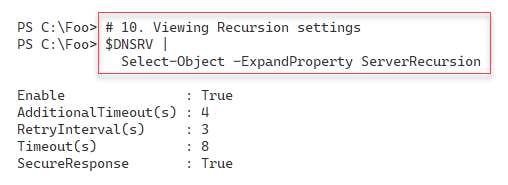 PS C:\Foo> # 10. Viewing Recursion settings
PS C:\Foo> $DNSRV |
Select-Object -ExpandProperty ServerRecursion
Enable : True
AdditionalTimeout(s) : 4
RetryInterval(s) : 3
Timeout(s) : 8
SecureResponse : True